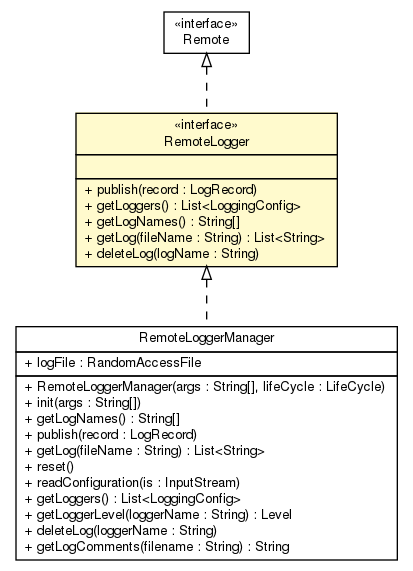 «interface»
Remote
«interface»
RemoteLogger
+ publish(record : LogRecord)
+ getLoggers() : List<LoggingConfig>
+ getLogNames() : String[]
+ getLog(fileName : String) : List<String>
+ deleteLog(logName : String)
RemoteLoggerManager
+ logFile : RandomAccessFile
+ RemoteLoggerManager(args : String[], lifeCycle : LifeCycle)
+ init(args : String[])
+ getLogNames() : String[]
+ publish(record : LogRecord)
+ getLog(fileName : String) : List<String>
+ reset()
+ readConfiguration(is : InputStream)
+ getLoggers() : List<LoggingConfig>
+ getLoggerLevel(loggerName : String) : Level
+ deleteLog(loggerName : String)
+ getLogComments(filename : String) : String